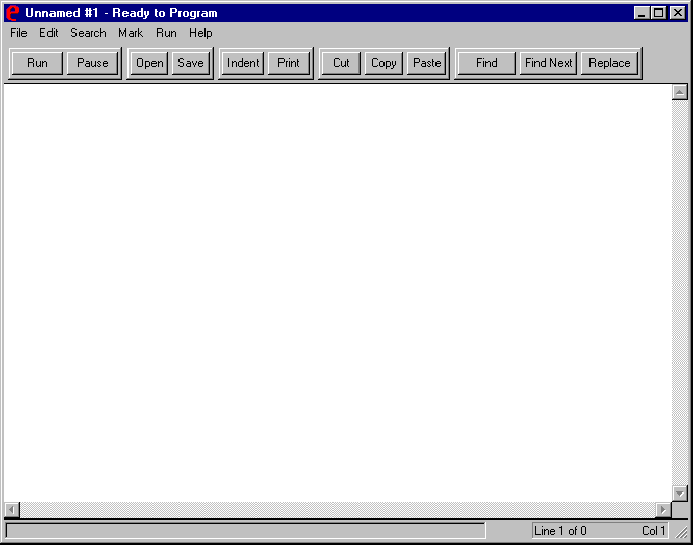 e Unnamed #1 - Ready to Program
File Edit Search Mark Run Help
Run Pause Open Save Indent Print Cut Copy Paste Find Find Next Replace
Line 1 of 0 Col 1